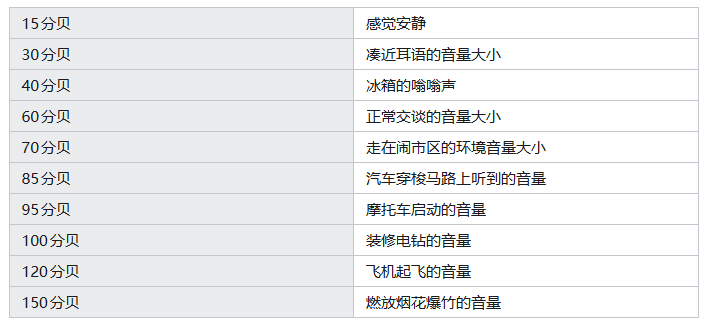 15分贝 感觉安静
30分贝 凑近耳语的音量大小
40分贝 冰箱的嗡嗡声
60分贝 正常交谈的音量大小
70分贝 走在闹市区的环境音量大小
85分贝 汽车穿梭马路上听到的音量
95分贝 摩托车启动的音量
100分贝 装修电钻的音量
120分贝 飞机起飞的音量
150分贝 燃放烟花爆竹的音量